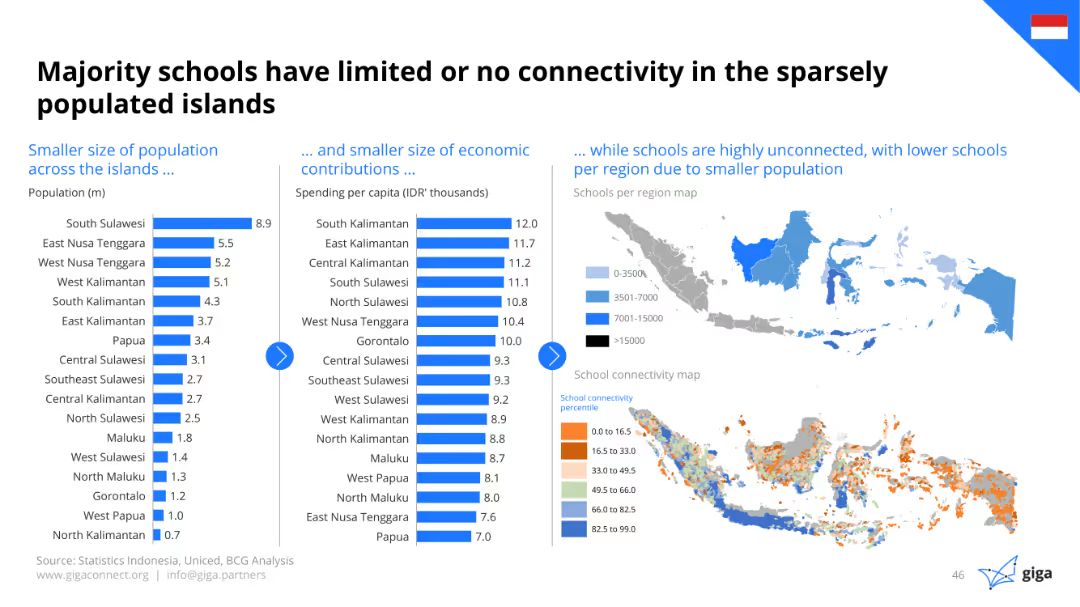 Majority schools have limited or no connectivity in the sparsely
populated islands
Smaller size of population
across the islands ...
Population (m)
South Sulawesi 8.9
East Nusa Tenggara 5.5
West Nusa Tenggara 5.2
West Kalimantan 5.1
South Kalimantan 4.3
East Kalimantan 3.7
Papua 3.4
Central Sulawesi 3.1
Southeast Sulawesi 2.7
Central Kalimantan 2.7
North Sulawesi 2.5
Maluku 1.8
West Sulawesi 1.4
North Maluku 1.3
Gorontalo 1.2
West Papua 1.0
North Kalimantan 0.7
... and smaller size of economic
contributions ...
Spending per capita (IDR' thousands)
South Kalimantan 12.0
East Kalimantan 11.7
Central Kalimantan 11.2
South Sulawesi 11.1
North Sulawesi 10.8
West Nusa Tenggara 10.4
Gorontalo 10.0
Central Sulawesi 9.3
Southeast Sulawesi 9.3
West Sulawesi 9.2
West Kalimantan 8.9
North Kalimantan 8.8
Maluku 8.7
West Papua 8.1
North Maluku 8.0
East Nusa Tenggara 7.6
Papua 7.0
... while schools are highly unconnected, with lower schools
per region due to smaller population
Schools per region map
0-3500
3501-7000
7001-15000
>15000
School connectivity map
School connectivity
percentile
0.0 to 16.5
16.5 to 33.0
33.0 to 49.5
49.5 to 66.0
66.0 to 82.5
82.5 to 99.0
Source: Statistics Indonesia, Uniced, BCG Analysis
www.gigaconnect.org | info@giga.partners
46
giga